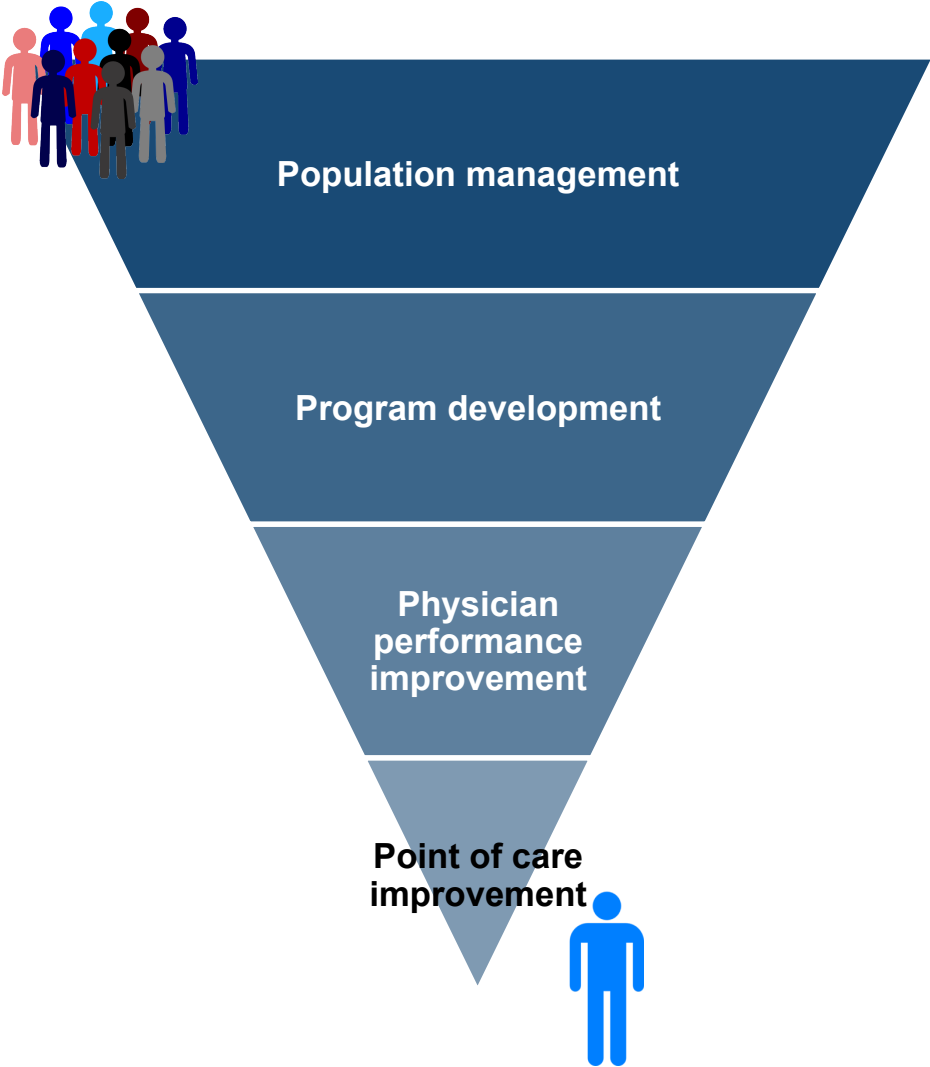 Population management
Program development
Physician
performance
improvement
Point of care
improvement